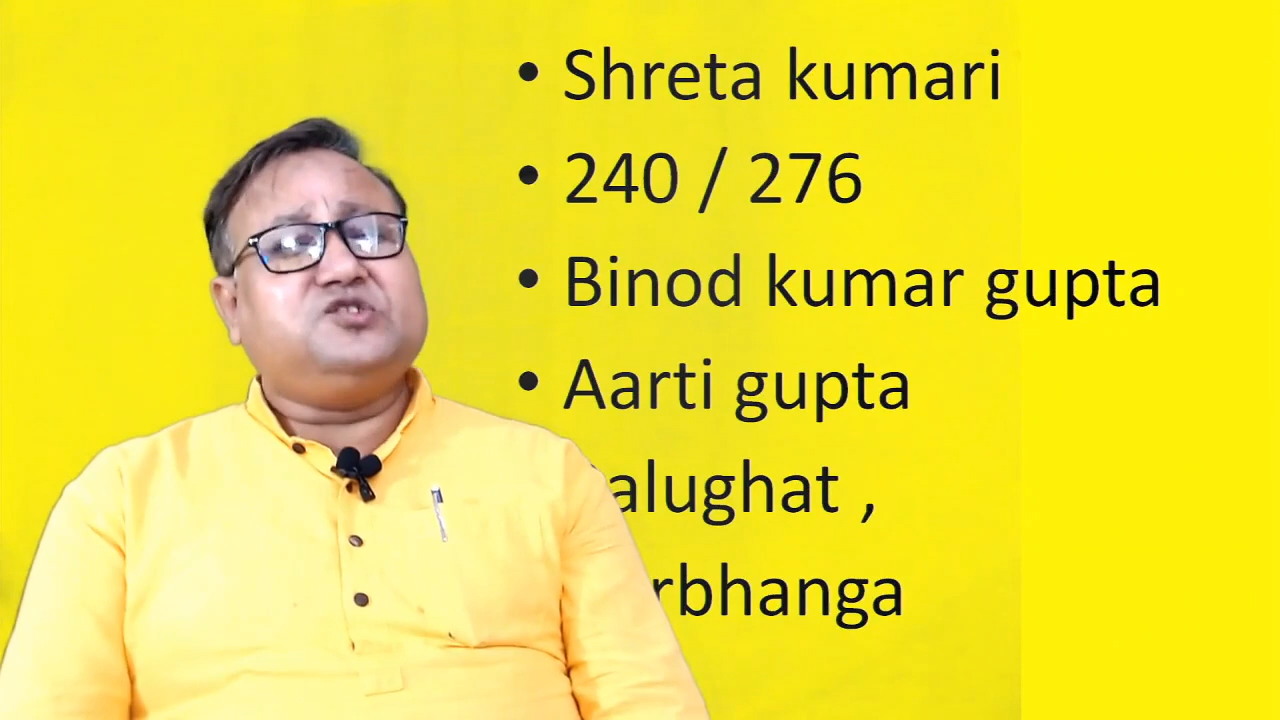 • Shreta kumari
• 240 / 276
• Binod kumar gupta
• Aarti gupta
,